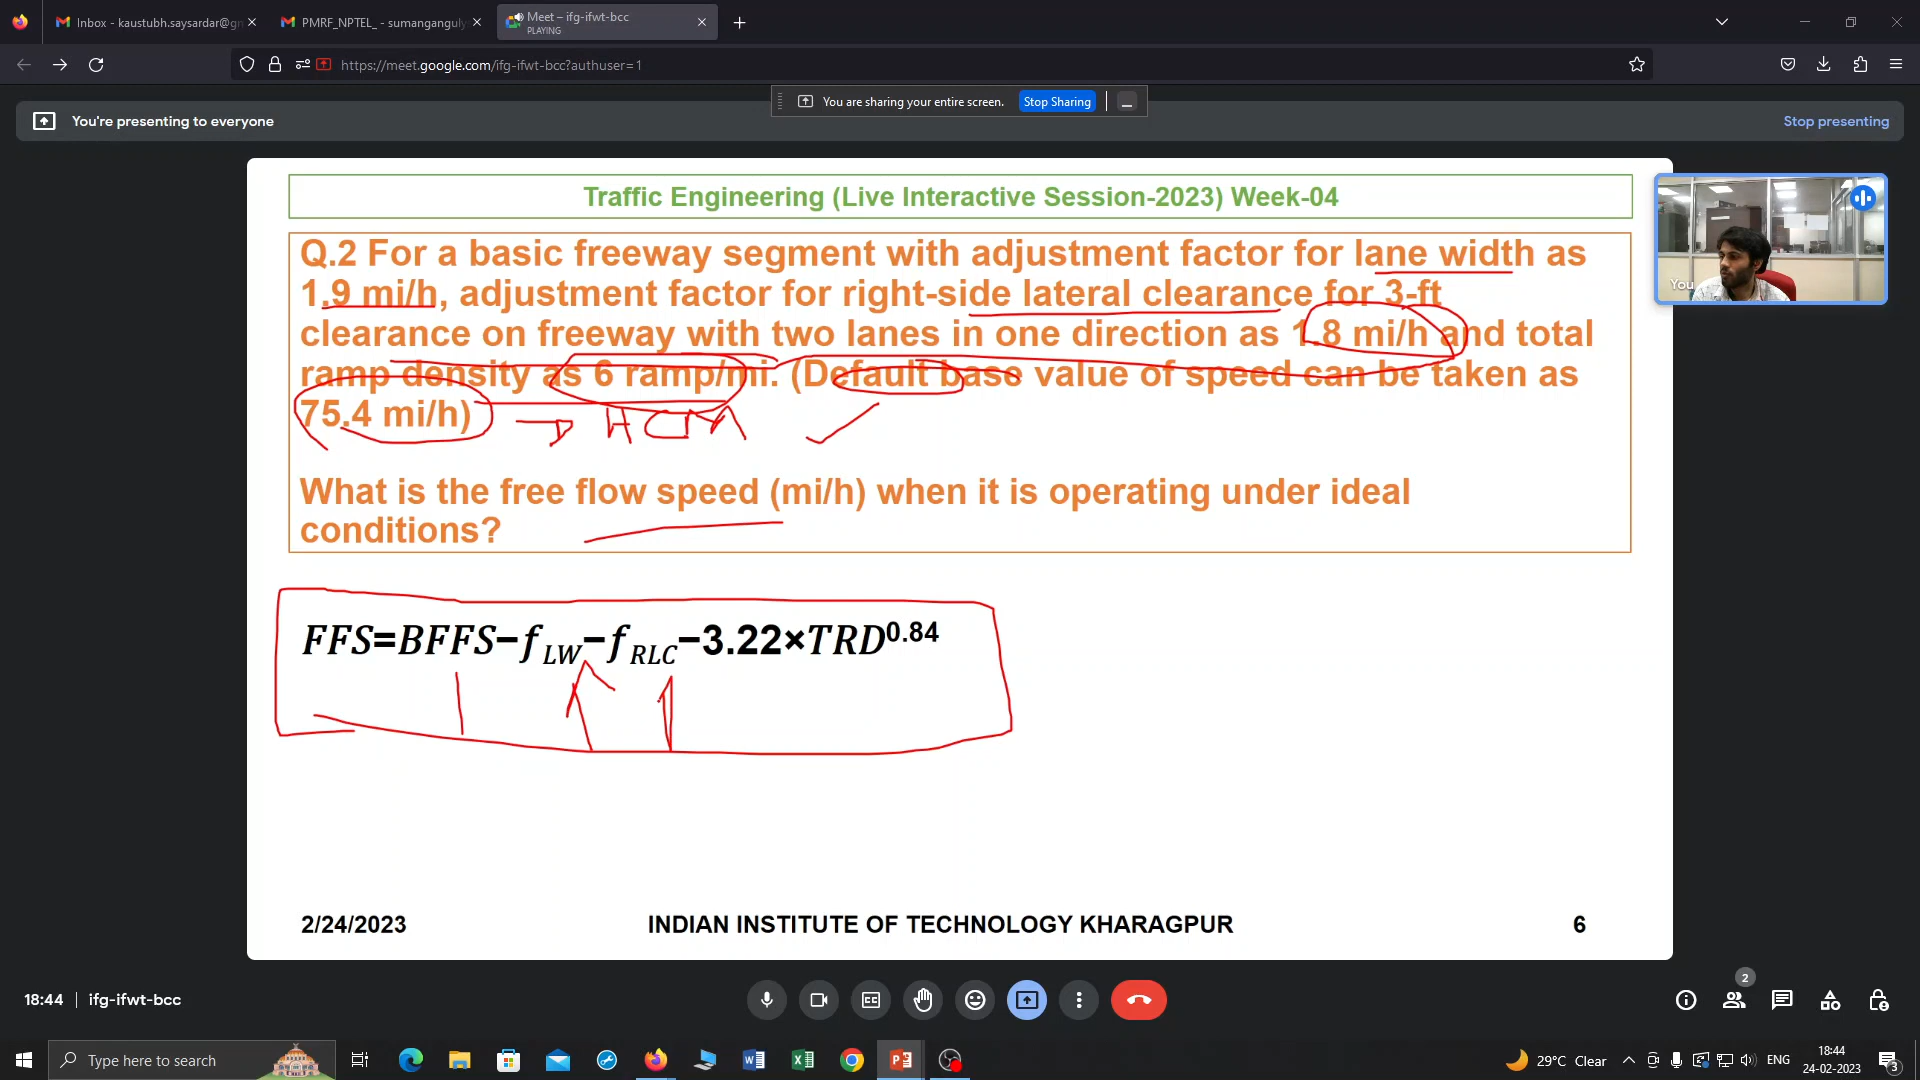 Inbox - kaustubh.saysardar@gm
PMRF_NPTEL_ - sumanganguly
Meet – ifg-ifwt-bcc
PLAYING
https://meet.google.com/ifg-ifwt-bcc?authuser=1
You are sharing your entire screen.
Stop Sharing
You're presenting to everyone
Stop presenting
Traffic Engineering (Live Interactive Session-2023) Week-04
Q.2 For a basic freeway segment with adjustment factor for lane width as
1.9 mi/h, adjustment factor for right-side lateral clearance for 3-ft
clearance on freeway with two lanes in one direction as 1.8 mi/h and total
ramp density as 6 ramp/mi. (Default base value of speed can be taken as
75.4 mi/h)
HCM
What is the free flow speed (mi/h) when it is operating under ideal
conditions?
You
FFS=BFFS−f_LW−f_RLC−3.22×TRD^0.84
2/24/2023
INDIAN INSTITUTE OF TECHNOLOGY KHARAGPUR
6
18:44 | ifg-ifwt-bcc
2
Type here to search
29°C Clear
ENG
18:44
24-02-2023
3